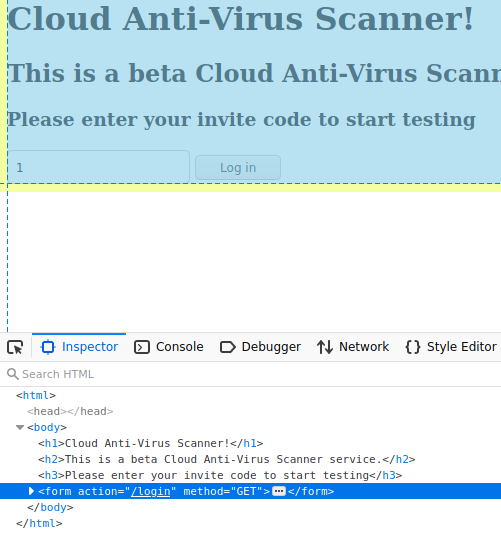 Cloud Anti-Virus Scanner!
This is a beta Cloud Anti-Virus Scann
Please enter your invite code to start testing
1 Log in
Inspector Console Debugger Network Style Editor
Search HTML
<html>
<head></head>
<body>
<h1>Cloud Anti-Virus Scanner!</h1>
<h2>This is a beta Cloud Anti-Virus Scanner service.</h2>
<h3>Please enter your invite code to start testing</h3>
<form action="/login" method="GET">•••</form>
</body>
</html>